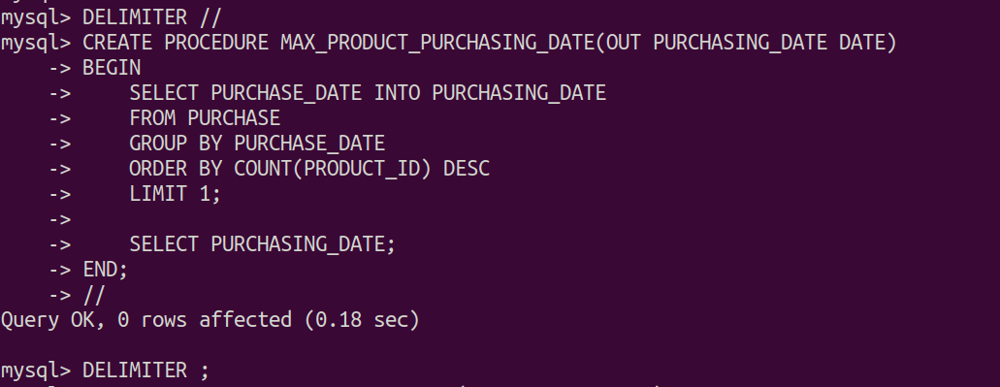 mysql> DELIMITER //
mysql> CREATE PROCEDURE MAX_PRODUCT_PURCHASING_DATE(OUT PURCHASING_DATE DATE)
    -> BEGIN
    ->     SELECT PURCHASE_DATE INTO PURCHASING_DATE
    ->     FROM PURCHASE
    ->     GROUP BY PURCHASE_DATE
    ->     ORDER BY COUNT(PRODUCT_ID) DESC
    ->     LIMIT 1;
    ->
    ->     SELECT PURCHASING_DATE;
    -> END;
    -> //
Query OK, 0 rows affected (0.18 sec)

mysql> DELIMITER ;